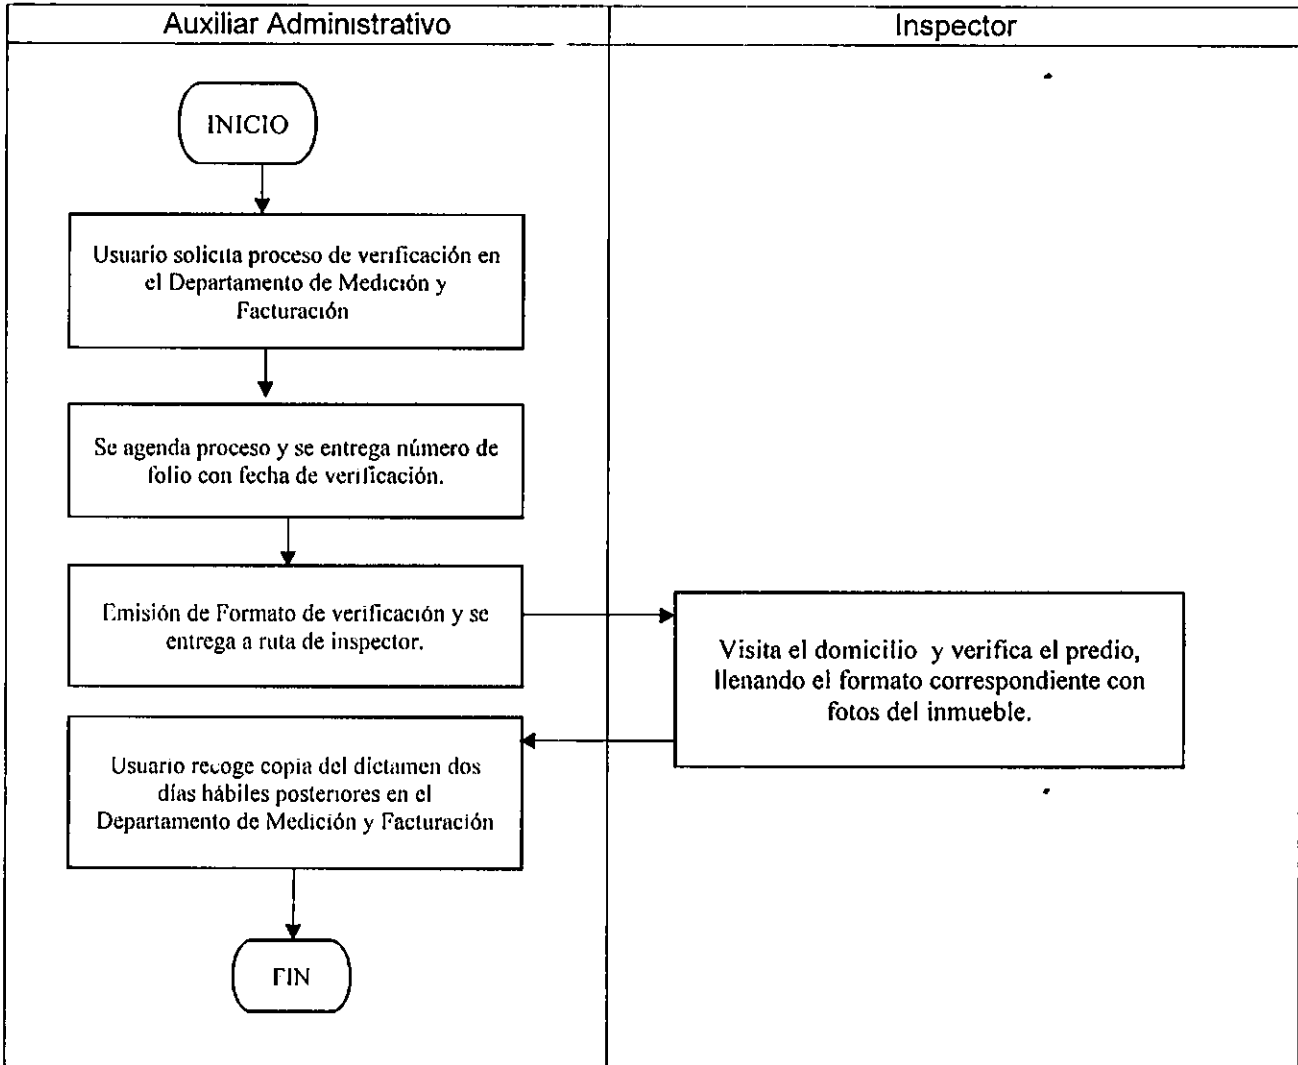 Auxiliar Administrativo
Inspector
INICIO
Usuario solicita proceso de verificación en
el Departamento de Medición y
Facturación
Se agenda proceso y se entrega número de
folio con fecha de verificación.
Emisión de Formato de verificación y se
entrega a ruta de inspector.
Visita el domicilio y verifica el predio,
llenando el formato correspondiente con
fotos del inmueble.
Usuario recoge copia del dictamen dos
días hábiles posteriores en el
Departamento de Medición y Facturación
FIN